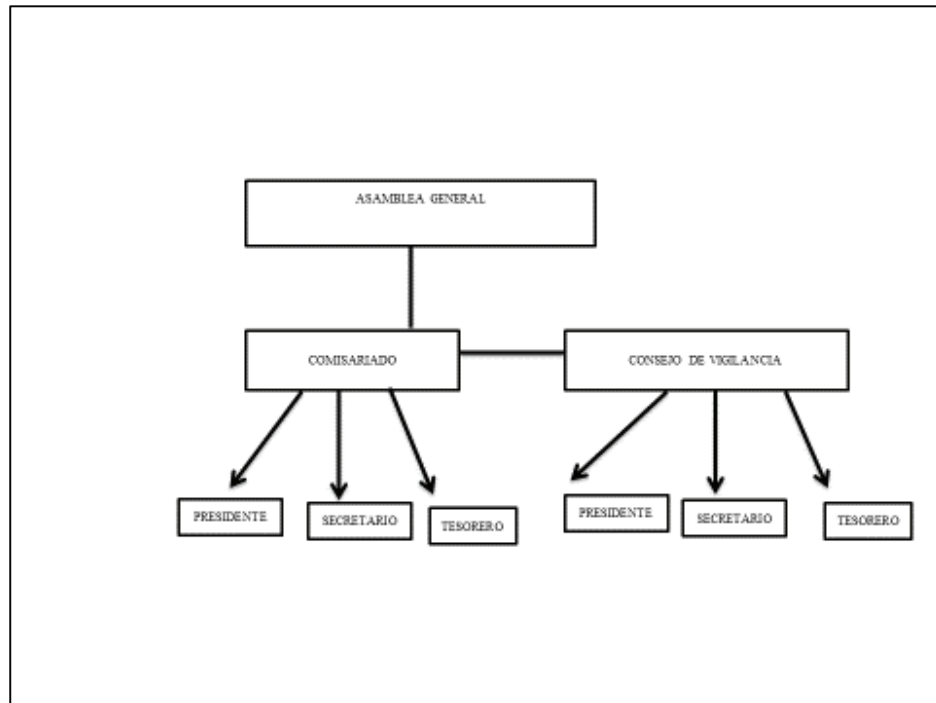 ASAMBLEA GENERAL
COMISARIADO
CONSEJO DE VIGILANCIA
PRESIDENTE
SECRETARIO
TESORERO
PRESIDENTE
SECRETARIO
TESORERO